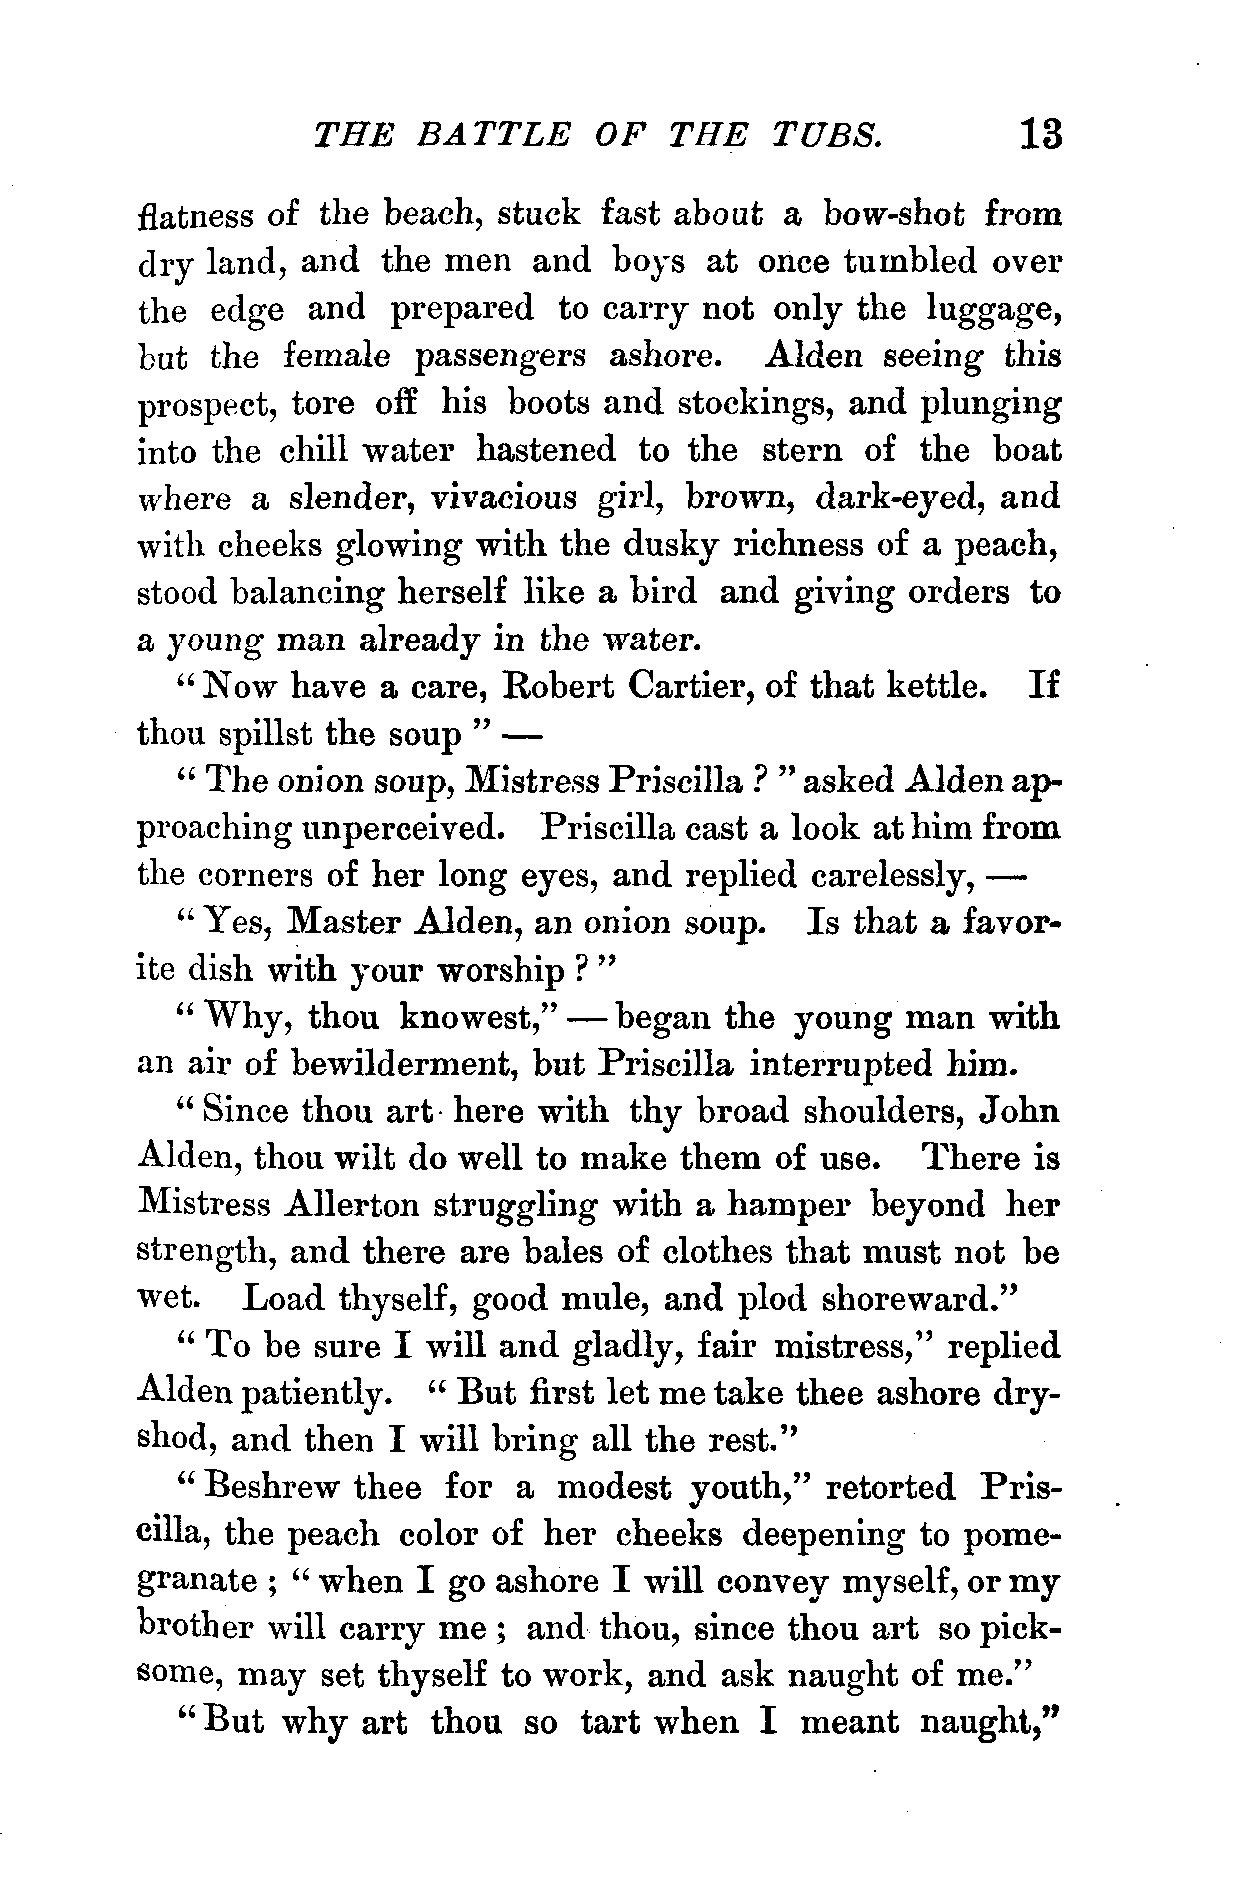 THE BATTLE OF THE TUBS. 13
flatness of the beach, stuck fast about a bow-shot from
dry land, and the men and boys at once tumbled over
the edge and prepared to carry not only the luggage,
but the female passengers ashore. Alden seeing this
prospect, tore off his boots and stockings, and plunging
into the chill water hastened to the stern of the boat
where a slender, vivacious girl, brown, dark-eyed, and
with cheeks glowing with the dusky richness of a peach,
stood balancing herself like a bird and giving orders to
a young man already in the water.
“Now have a care, Robert Cartier, of that kettle. If
thou spillst the soup” —
“The onion soup, Mistress Priscilla?” asked Alden ap-
proaching unperceived. Priscilla cast a look at him from
the corners of her long eyes, and replied carelessly, —
“Yes, Master Alden, an onion soup. Is that a favor-
ite dish with your worship?”
“Why, thou knowest,” — began the young man with
an air of bewilderment, but Priscilla interrupted him.
“Since thou art here with thy broad shoulders, John
Alden, thou wilt do well to make them of use. There is
Mistress Allerton struggling with a hamper beyond her
strength, and there are bales of clothes that must not be
wet. Load thyself, good mule, and plod shoreward.”
“To be sure I will and gladly, fair mistress,” replied
Alden patiently. “But first let me take thee ashore dry-
shod, and then I will bring all the rest.”
“Beshrew thee for a modest youth,” retorted Pris-
cilla, the peach color of her cheeks deepening to pome-
granate; “when I go ashore I will convey myself, or my
brother will carry me; and thou, since thou art so pick-
some, may set thyself to work, and ask naught of me.”
“But why art thou so tart when I meant naught,”